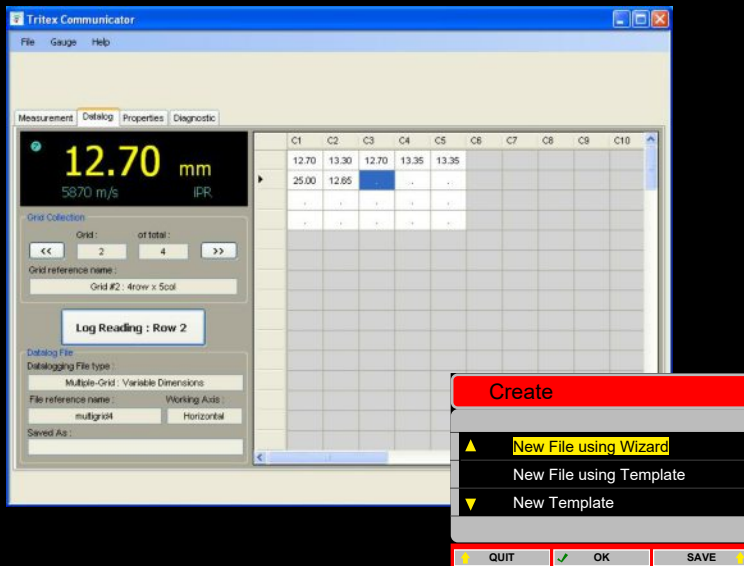 Tritex Communicator
File Gauge Help
Measurement Datalog Properties Diagnostic
12.70 mm
5870 m/s iPR
Grid Collection
Grid : of total :
<< 2 4 >>
Grid reference name :
Grid #2 : 4row x 5col
Log Reading : Row 2
Datalog File
Datalogging File type :
Multiple-Grid : Variable Dimensions
File reference name : Working Axis :
multigrid4 Horizontal
Saved As :
C1 C2 C3 C4 C5 C6 C7 C8 C9 C10
12.70 13.30 12.70 13.35 13.35
25.00 12.65 . . .
. . . . .
. . . . .
Create
New File using Wizard
New File using Template
New Template
QUIT OK SAVE